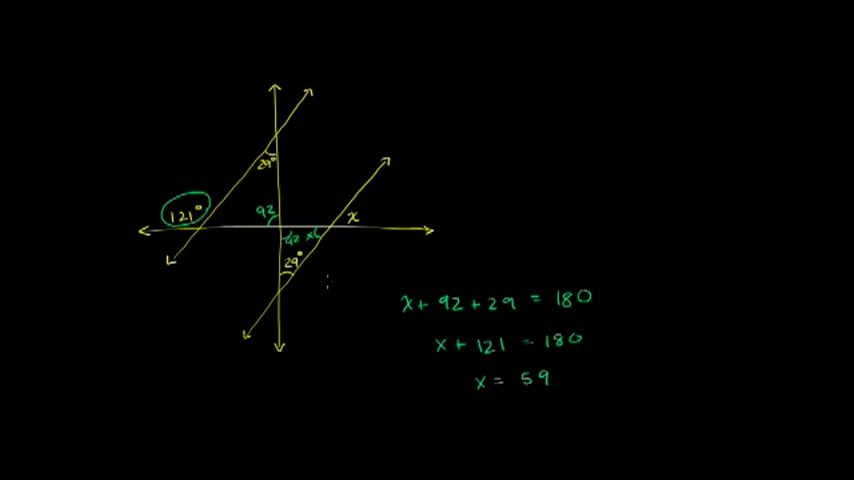 29°
121°
92
x
92 x
29°
x + 92 + 29 = 180
x + 121 = 180
x = 59